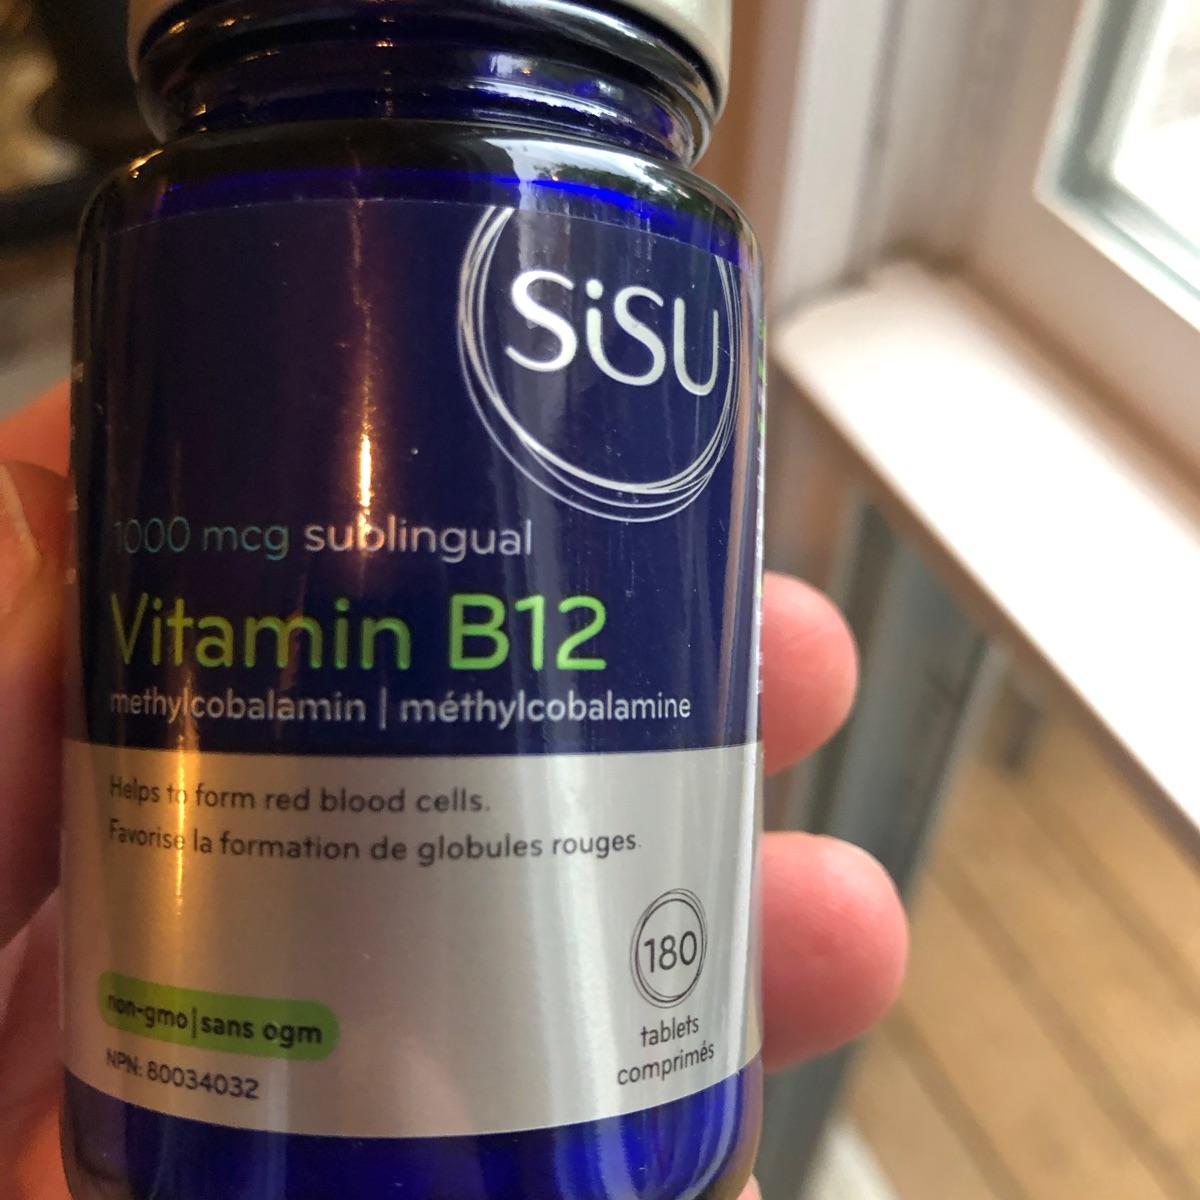 SiSU
1000 mcg sublingual
Vitamin B12
methylcobalamin | méthylcobalamine
Helps to form red blood cells.
Favorise la formation de globules rouges.
180
tablets
comprimés
non-gmo|sans ogm
NPN: 80034032